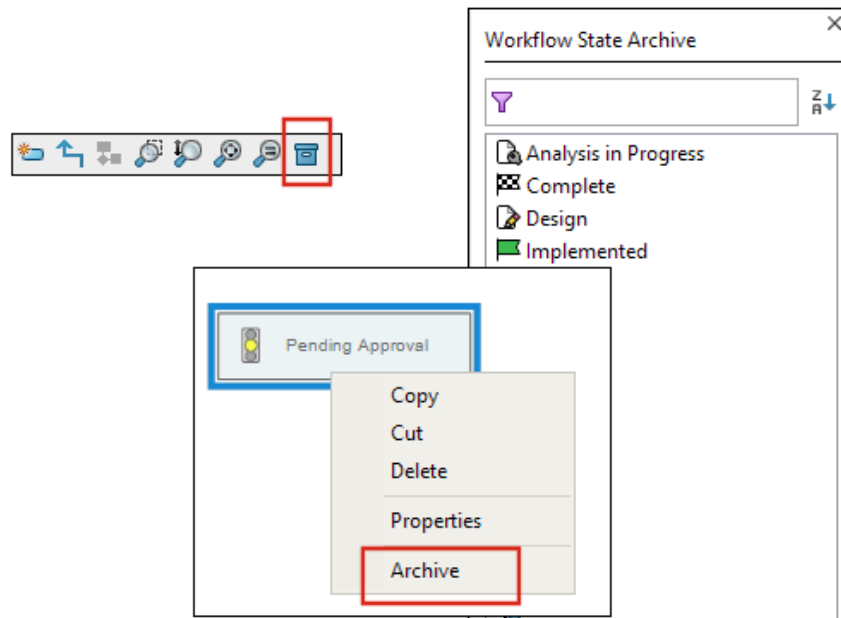 Workflow State Archive
Z
A
Analysis in Progress
Complete
Design
Implemented
Pending Approval
Copy
Cut
Delete
Properties
Archive